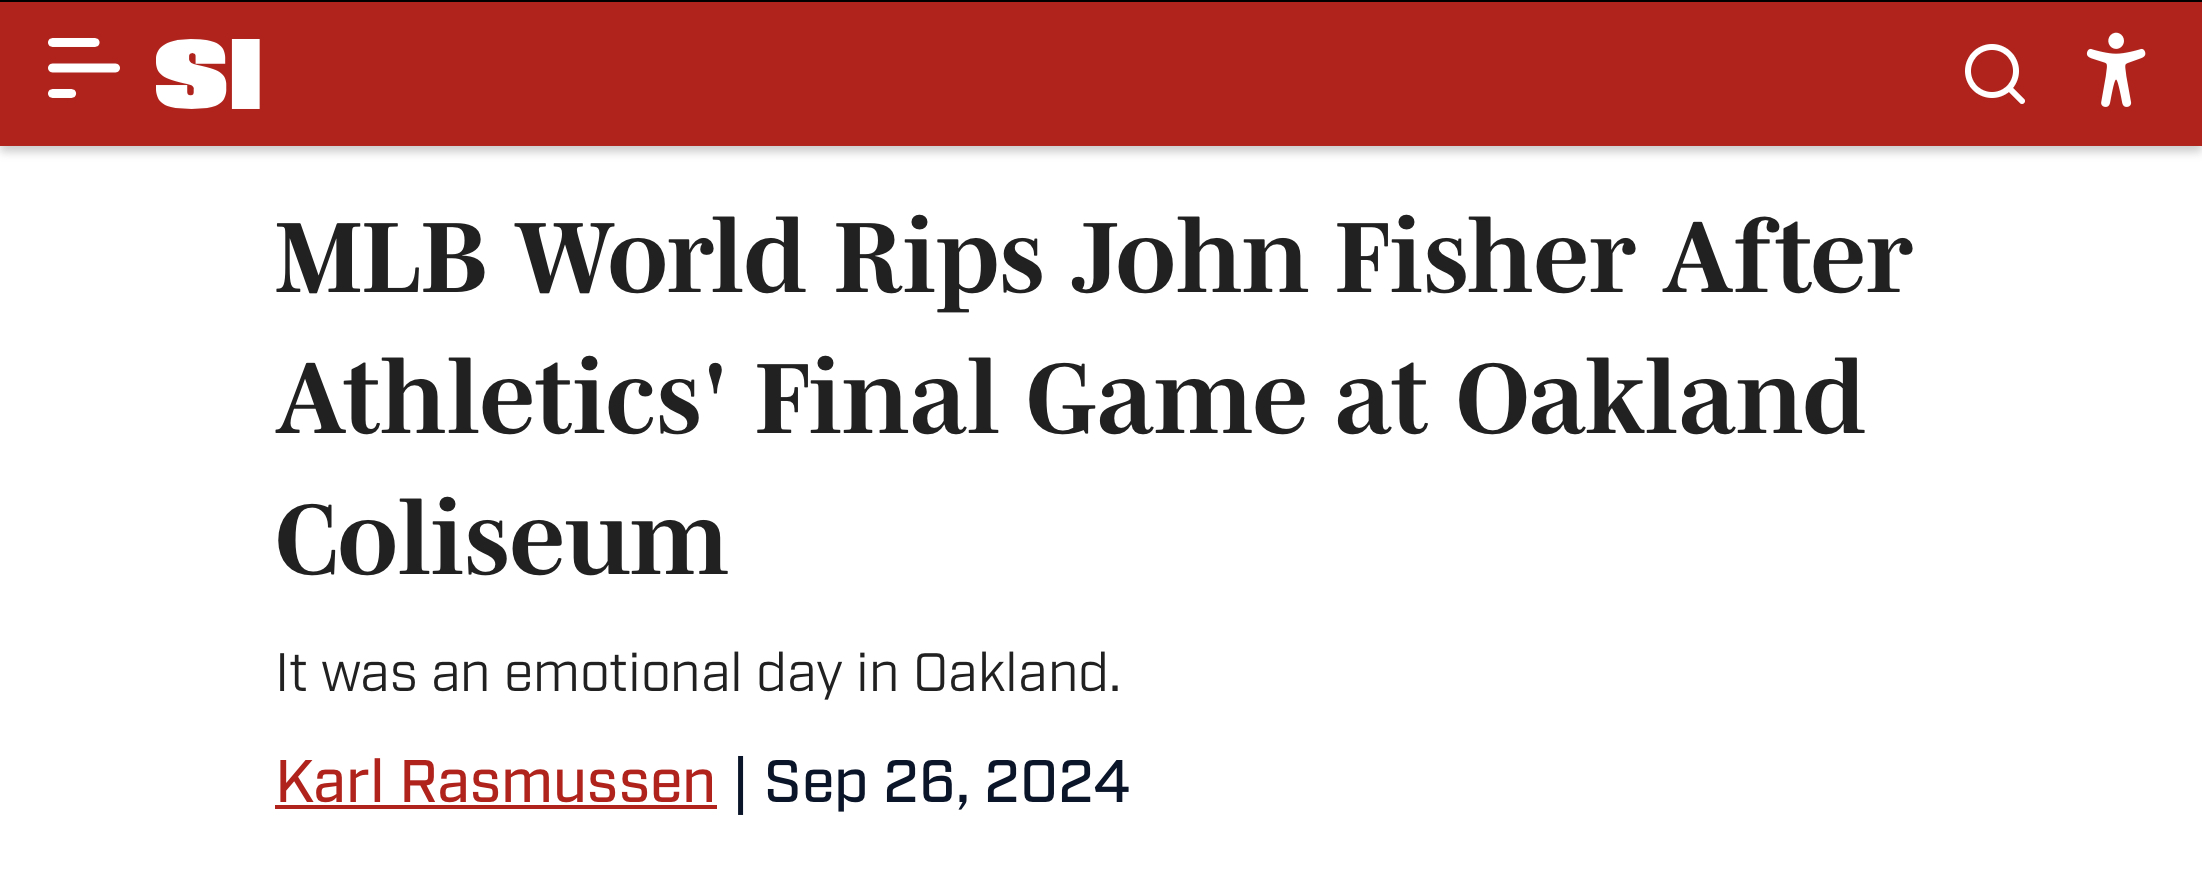 SI
MLB World Rips John Fisher After
Athletics' Final Game at Oakland
Coliseum
It was an emotional day in Oakland.
Karl Rasmussen | Sep 26, 2024